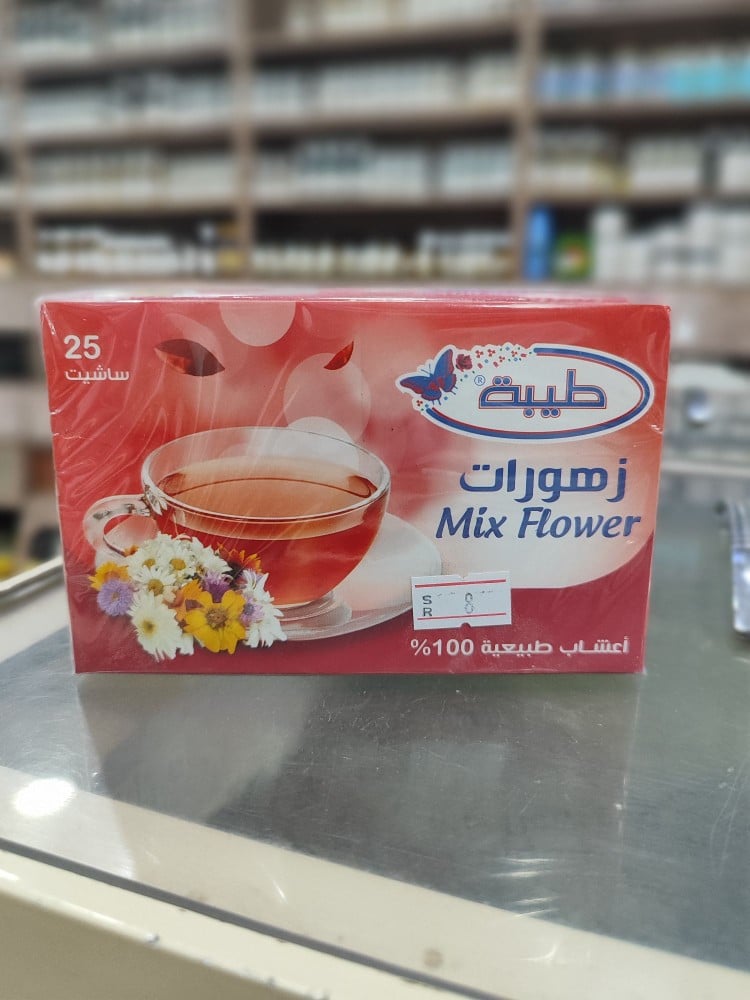 25
ساشيت
طيبة ®
زهورات
Mix Flower
SR 8
أعشاب طبيعية 100%